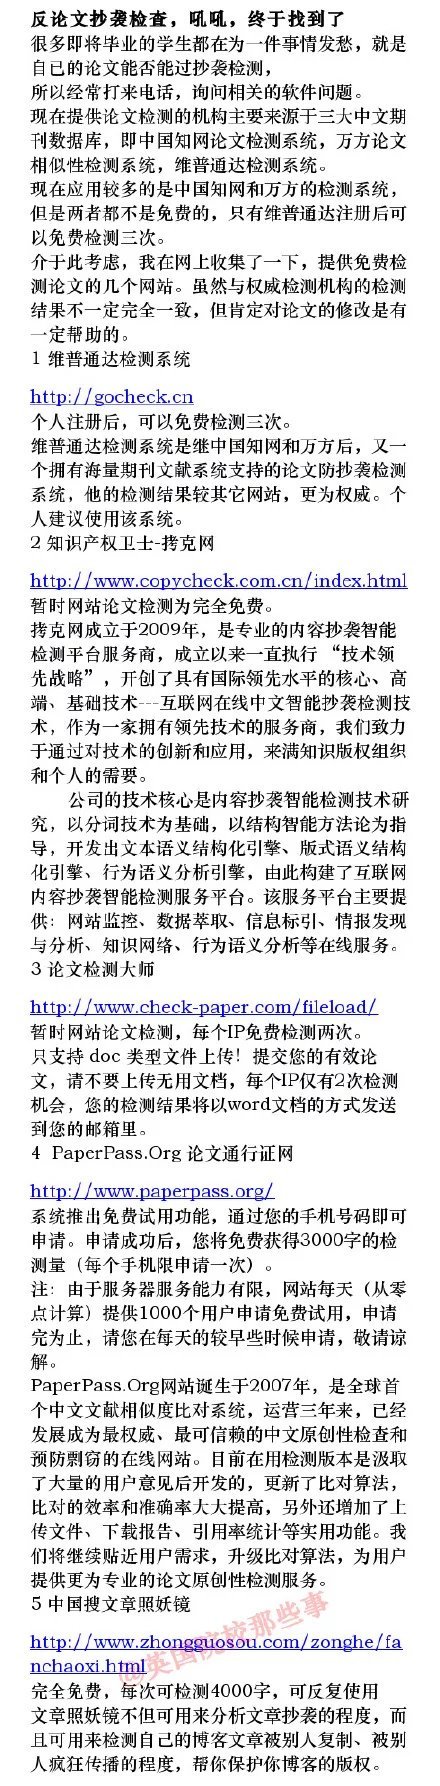 反论文抄袭检查，吼吼，终于找到了
很多即将毕业的学生都在为一件事情发愁，就是
自己的论文能否能过抄袭检测，
所以经常打来电话，询问相关的软件问题。
现在提供论文检测的机构主要来源于三大中文期
刊数据库，即中国知网论文检测系统，万方论文
相似性检测系统，维普通达检测系统。
现在应用较多的是中国知网和万方的检测系统，
但是两者都不是免费的，只有维普通达注册后可
以免费检测三次。
介于此考虑，我在网上收集了一下，提供免费检
测论文的几个网站。虽然与权威检测机构的检测
结果不一定完全一致，但肯定对论文的修改是有
一定帮助的。
1 维普通达检测系统
http://gocheck.cn
个人注册后，可以免费检测三次。
维普通达检测系统是继中国知网和万方后，又一
个拥有海量期刊文献系统支持的论文防抄袭检测
系统，他的检测结果较其它网站，更为权威。个
人建议使用该系统。
2 知识产权卫士-拷克网
http://www.copycheck.com.cn/index.html
暂时网站论文检测为完全免费。
拷克网成立于2009年，是专业的内容抄袭智能
检测平台服务商，成立以来一直执行 “技术领
先战略”，开创了具有国际领先水平的核心、高
端、基础技术---互联网在线中文智能抄袭检测技
术，作为一家拥有领先技术的服务商，我们致力
于通过对技术的创新和应用，来满知识版权组织
和个人的需要。
公司的技术核心是内容抄袭智能检测技术研
究，以分词技术为基础，以结构智能方法论为指
导，开发出文本语义结构化引擎、版式语义结构
化引擎、行为语义分析引擎，由此构建了互联网
内容抄袭智能检测服务平台。该服务平台主要提
供：网站监控、数据萃取、信息标引、情报发现
与分析、知识网络、行为语义分析等在线服务。
3 论文检测大师
http://www.check-paper.com/fileload/
暂时网站论文检测，每个IP免费检测两次。
只支持 doc 类型文件上传！提交您的有效论
文，请不要上传无用文档，每个IP仅有2次检测
机会，您的检测结果将以word文档的方式发送
到您的邮箱里。
4 PaperPass.Org 论文通行证网
http://www.paperpass.org/
系统推出免费试用功能，通过您的手机号码即可
申请。申请成功后，您将免费获得3000字的检
测量（每个手机限申请一次）。
注：由于服务器服务能力有限，网站每天（从零
点计算）提供1000个用户申请免费试用，申请
完为止，请您在每天的较早些时候申请，敬请谅
解。
PaperPass.Org网站诞生于2007年，是全球首
个中文文献相似度比对系统，运营三年来，已经
发展成为最权威、最可信赖的中文原创性检查和
预防剽窃的在线网站。目前在用检测版本是汲取
了大量的用户意见后开发的，更新了比对算法，
比对的效率和准确率大大提高，另外还增加了上
传文件、下载报告、引用率统计等实用功能。我
们将继续贴近用户需求，升级比对算法，为用户
提供更为专业的论文原创性检测服务。
5 中国搜文章照妖镜
http://www.zhongguosou.com/zonghe/fa
nchaoxi.html
@英国院校那些事
完全免费，每次可检测4000字，可反复使用
文章照妖镜不但可用来分析文章抄袭的程度，而
且可用来检测自己的博客文章被别人复制、被别
人疯狂传播的程度，帮你保护你博客的版权。